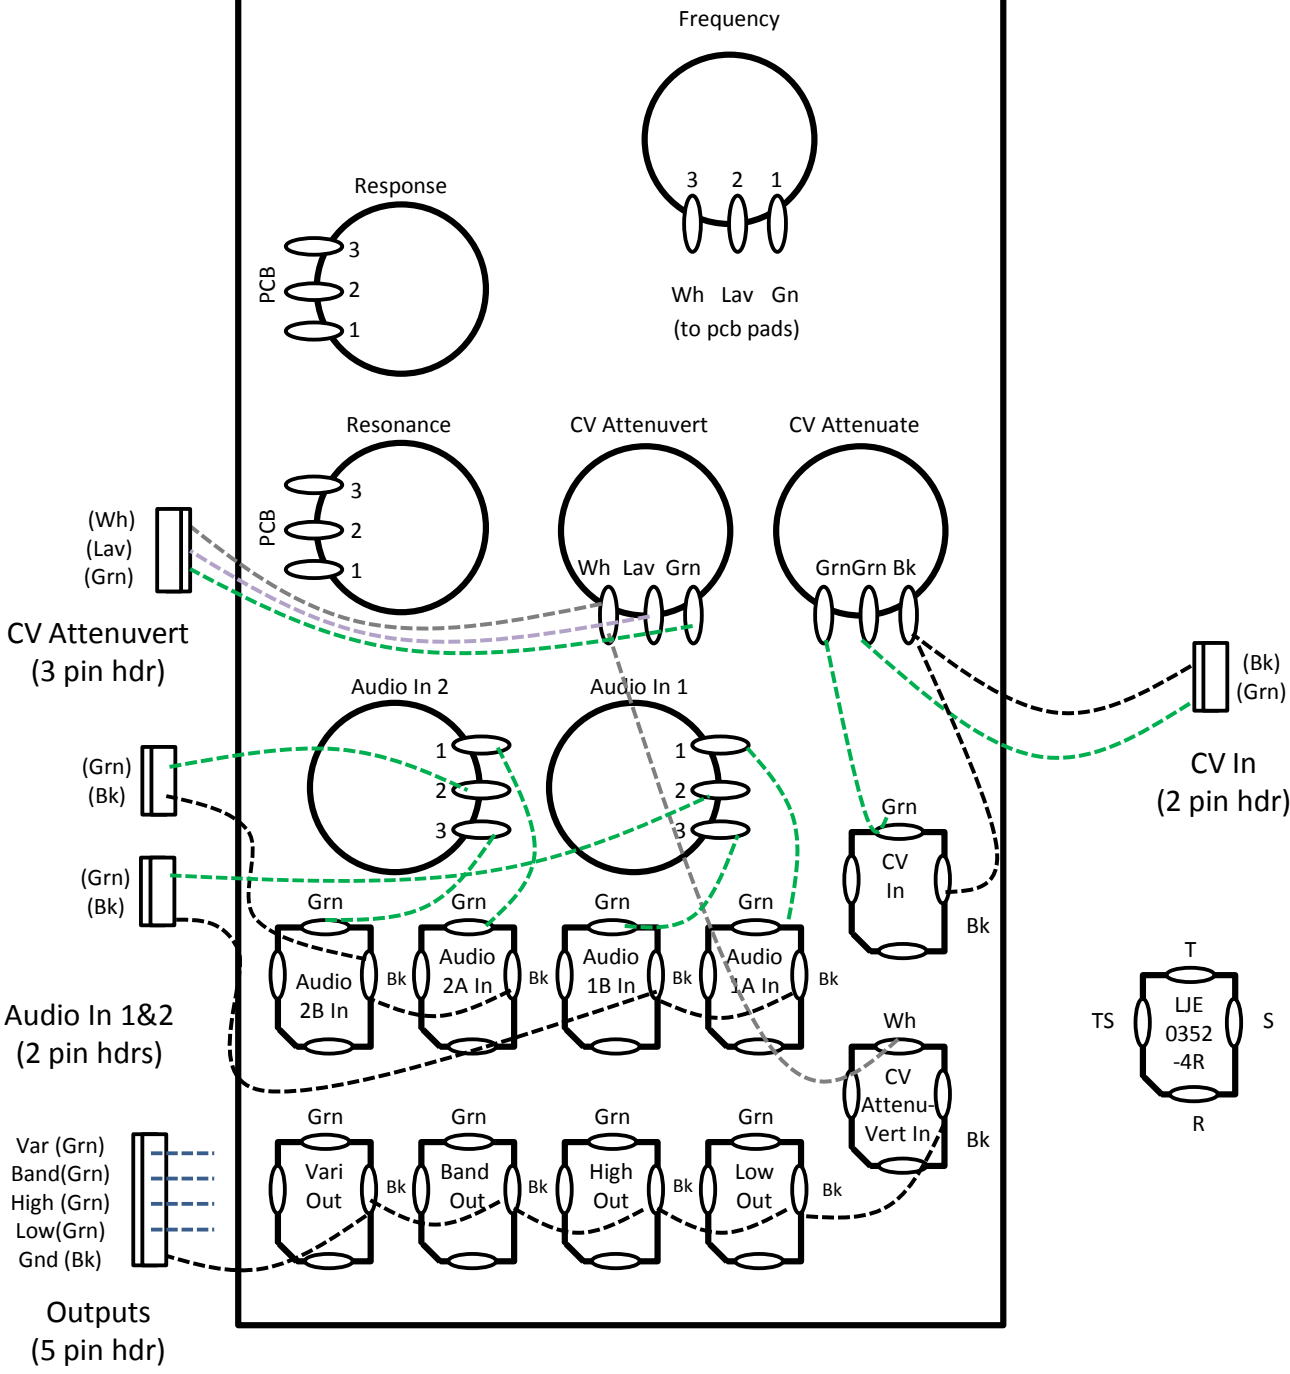 Frequency
3 2 1
Wh Lav Gn
(to pcb pads)
Response
3
2
1
PCB
Resonance
3
2
1
PCB
CV Attenuvert
Wh Lav Grn
CV Attenuate
GrnGrn Bk
(Wh)
(Lav)
(Grn)
CV Attenuvert
(3 pin hdr)
(Bk)
(Grn)
CV In
(2 pin hdr)
Audio In 2
1
2
3
Audio In 1
1
2
3
(Grn)
(Bk)
(Grn)
(Bk)
Audio In 1&2
(2 pin hdrs)
Grn
CV
In
Bk
Grn
Audio
2B In
Bk
Grn
Audio
2A In
Bk
Grn
Audio
1B In
Bk
Grn
Audio
1A In
Bk
T
TS
LJE
0352
-4R
S
R
Wh
CV
Attenu-
Vert In
Bk
Var (Grn)
Band(Grn)
High (Grn)
Low(Grn)
Gnd (Bk)
Outputs
(5 pin hdr)
Grn
Vari
Out
Bk
Grn
Band
Out
Bk
Grn
High
Out
Bk
Grn
Low
Out
Bk